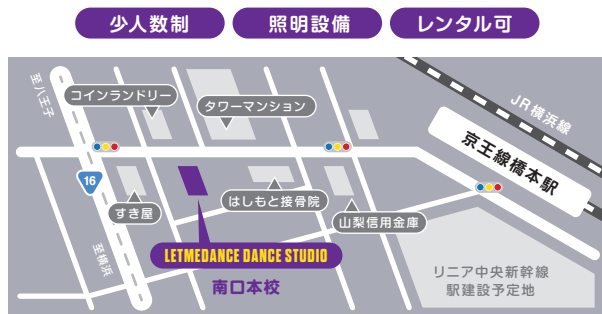 少人数制
照明設備
レンタル可
至八王子
コインランドリー
タワーマンション
JR横浜線
京王線橋本駅
16
すき屋
はしもと接骨院
山梨信用金庫
至横浜
LETMEDANCE DANCE STUDIO
南口本校
リニア中央新幹線
駅建設予定地